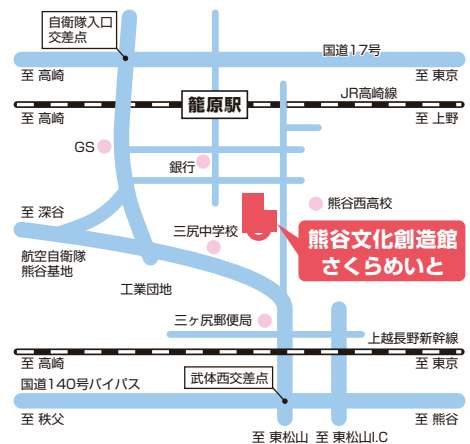 自衛隊入口
交差点
国道17号
至 高崎
至 東京
JR高崎線
籠原駅
至 高崎
至 上野
GS
銀行
熊谷西高校
至 深谷
三尻中学校
熊谷文化創造館
さくらめいと
航空自衛隊
熊谷基地
工業団地
三ヶ尻郵便局
上越長野新幹線
至 高崎
至 東京
国道140号バイパス
武体西交差点
至 秩父
至 熊谷
至 東松山
至 東松山I.C